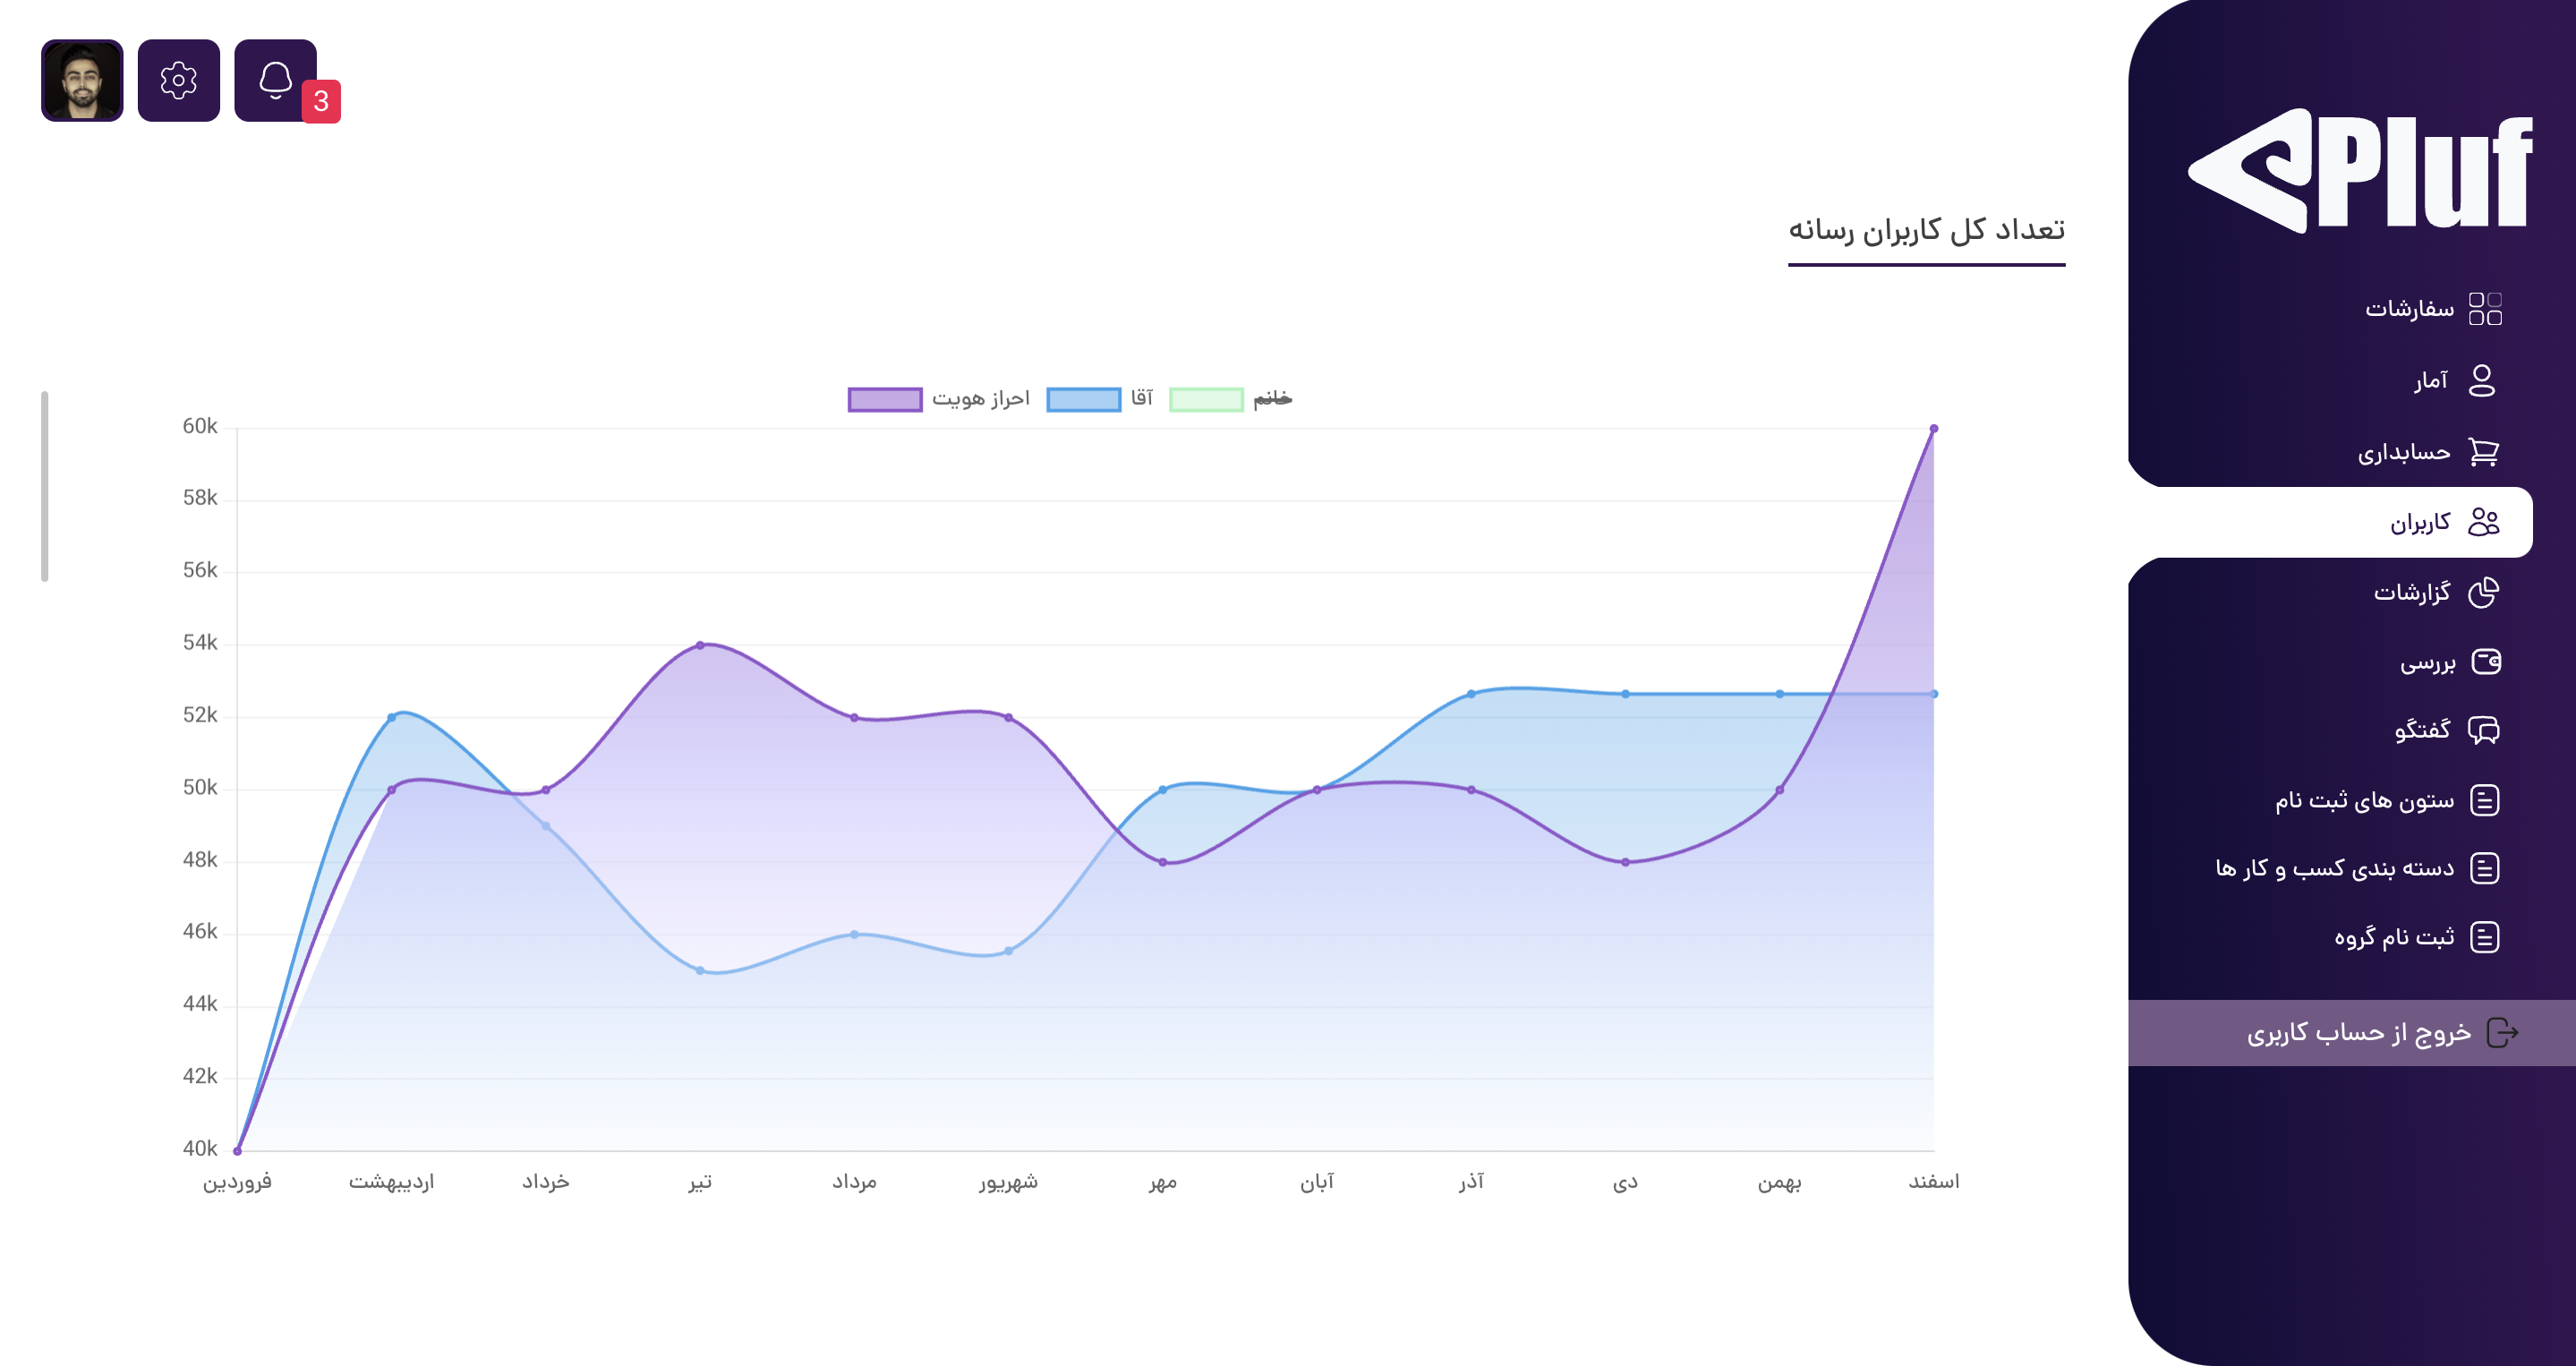 3
Pluf
سفارشات
آمار
حسابداری
کاربران
گزارشات
بررسی
گفتگو
ستون های ثبت نام
دسته بندی کسب و کار ها
ثبت نام گروه
خروج از حساب کاربری
تعداد کل کاربران رسانه
احراز هویت آقا خانم
60k
58k
56k
54k
52k
50k
48k
46k
44k
42k
40k
فروردین اردیبهشت خرداد تیر مرداد شهریور مهر آبان آذر دی بهمن اسفند